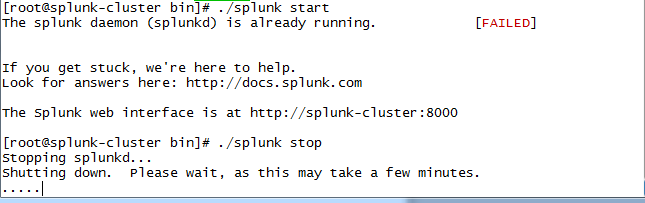 [root@splunk-cluster bin]# ./splunk start
The splunk daemon (splunkd) is already running. [FAILED]
If you get stuck, we're here to help.
Look for answers here: http://docs.splunk.com
The Splunk web interface is at http://splunk-cluster:8000
[root@splunk-cluster bin]# ./splunk stop
Stopping splunkd...
Shutting down. Please wait, as this may take a few minutes.
.....